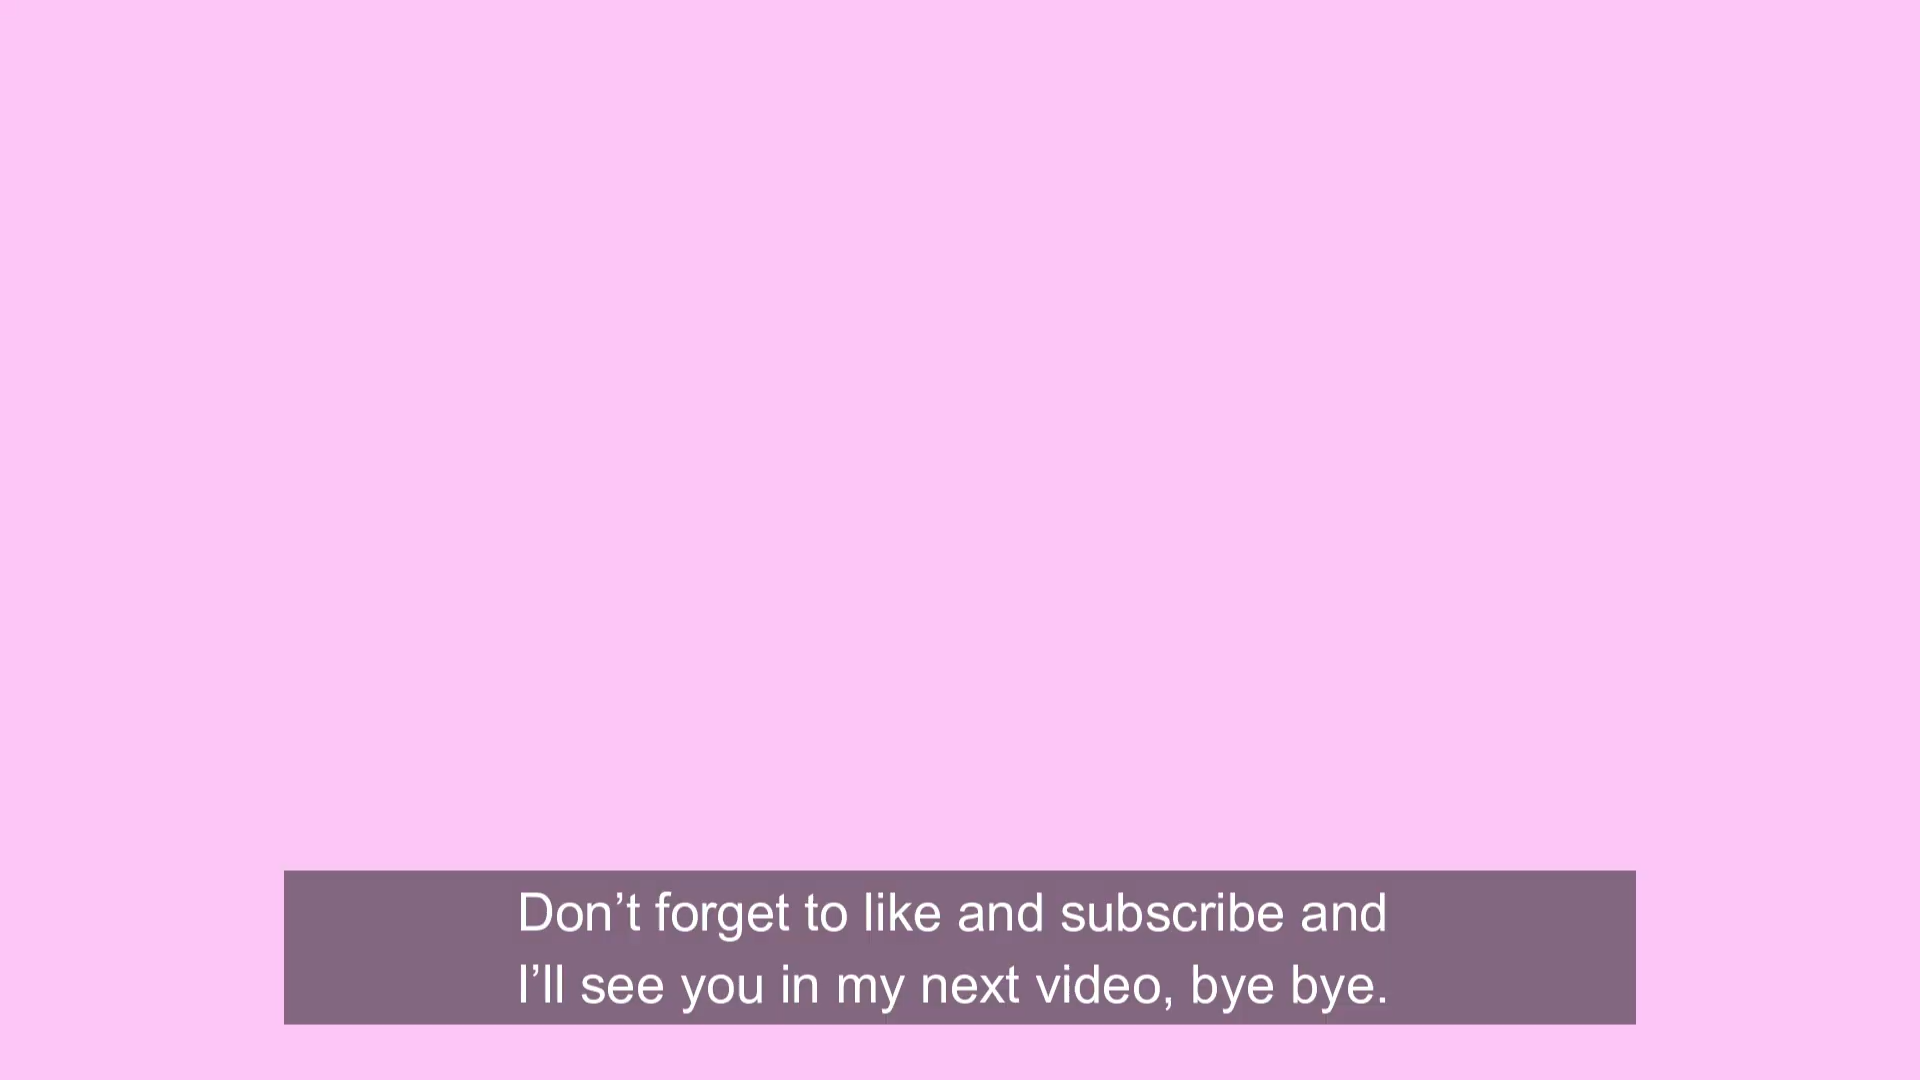 Don’t forget to like and subscribe and
I’ll see you in my next video, bye bye.